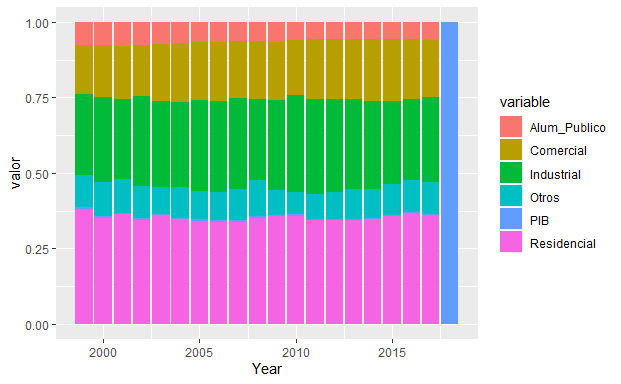 1.00
0.75
0.50
0.25
0.00
valor
2000
2005
2010
2015
Year
variable
Alum_Publico
Comercial
Industrial
Otros
PIB
Residencial